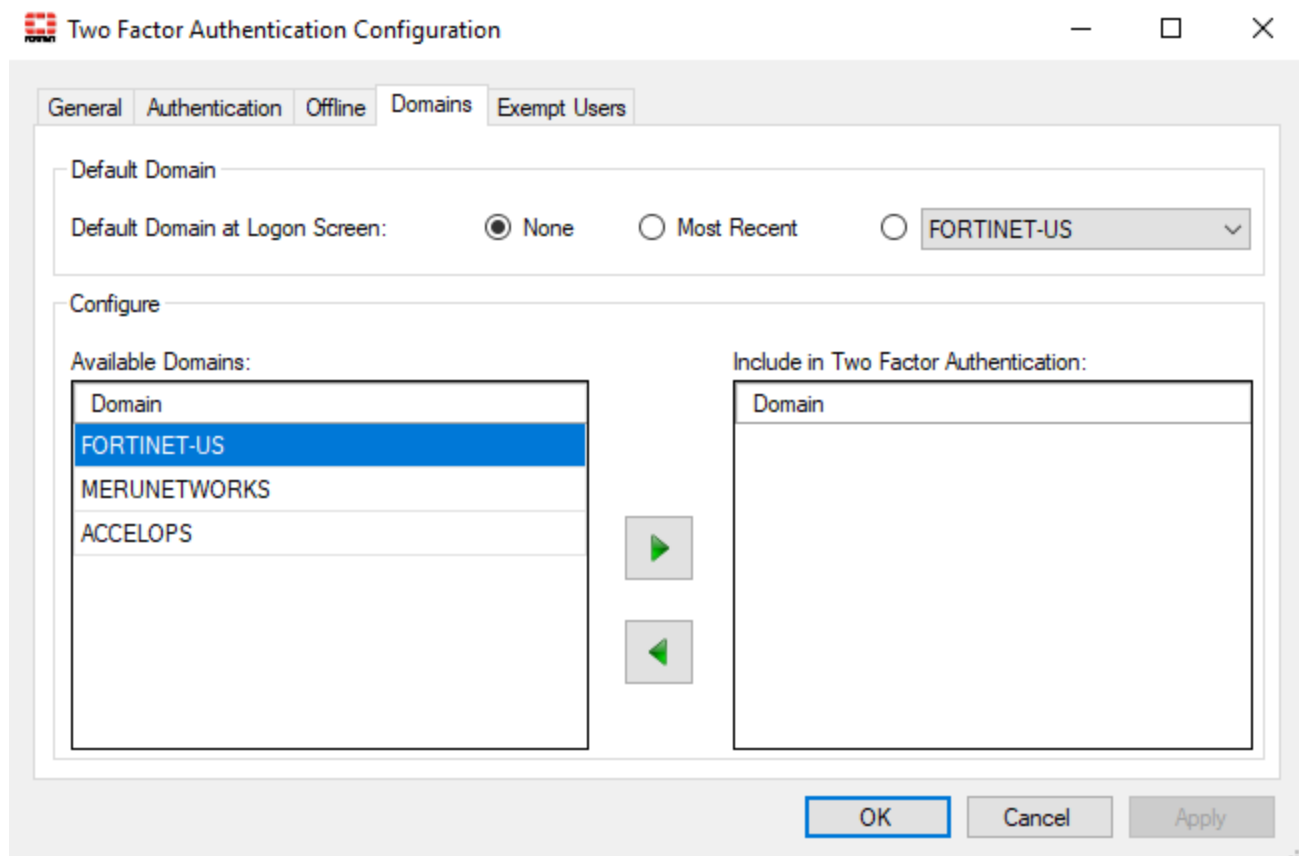 Two Factor Authentication Configuration
General Authentication Offline Domains Exempt Users
Default Domain
Default Domain at Logon Screen: None Most Recent FORTINET-US
Configure
Available Domains: Include in Two Factor Authentication:
Domain Domain
FORTINET-US
MERUNETWORKS
ACCELOPS
OK Cancel Apply